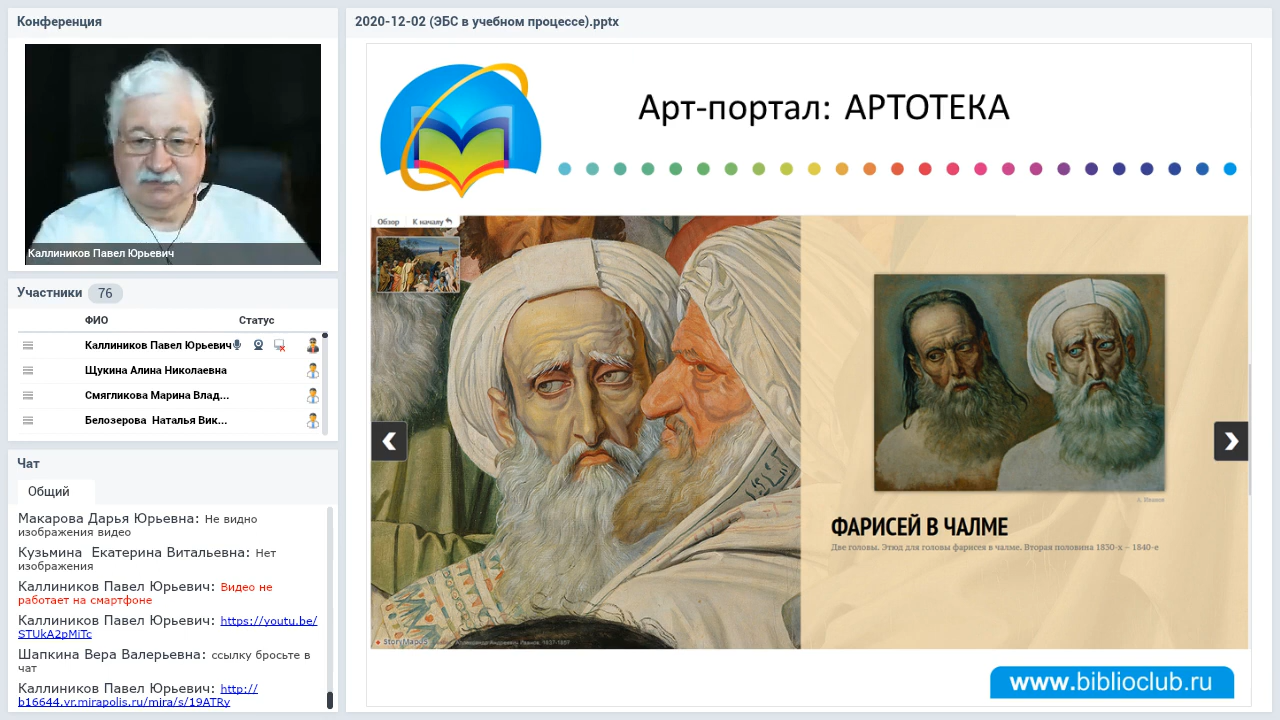 Конференция
Каллиников Павел Юрьевич
Участники 76
ФИО Статус
Каллиников Павел Юрьевич
Щукина Алина Николаевна
Смягликова Марина Влад...
Белозерова Наталья Вик...
Чат
Общий
Макарова Дарья Юрьевна: Не видно
изображения видео
Кузьмина Екатерина Витальевна: Нет
изображения
Каллиников Павел Юрьевич: Видео не
работает на смартфоне
Каллиников Павел Юрьевич: https://youtu.be/
STUkA2pMiTc
Шапкина Вера Валерьевна: ссылку бросьте в
чат
Каллиников Павел Юрьевич: http://
b16644.vr.mirapolis.ru/mira/s/19ATRy
2020-12-02 (ЭБС в учебном процессе).pptx
Арт-портал: АРТОТЕКА
Обзор К началу
А. Иванов
ФАРИСЕЙ В ЧАЛМЕ
Две головы. Этюд для головы фарисея в чалме. Вторая половина 1830-х – 1840-е
StoryMapJS
www.biblioclub.ru